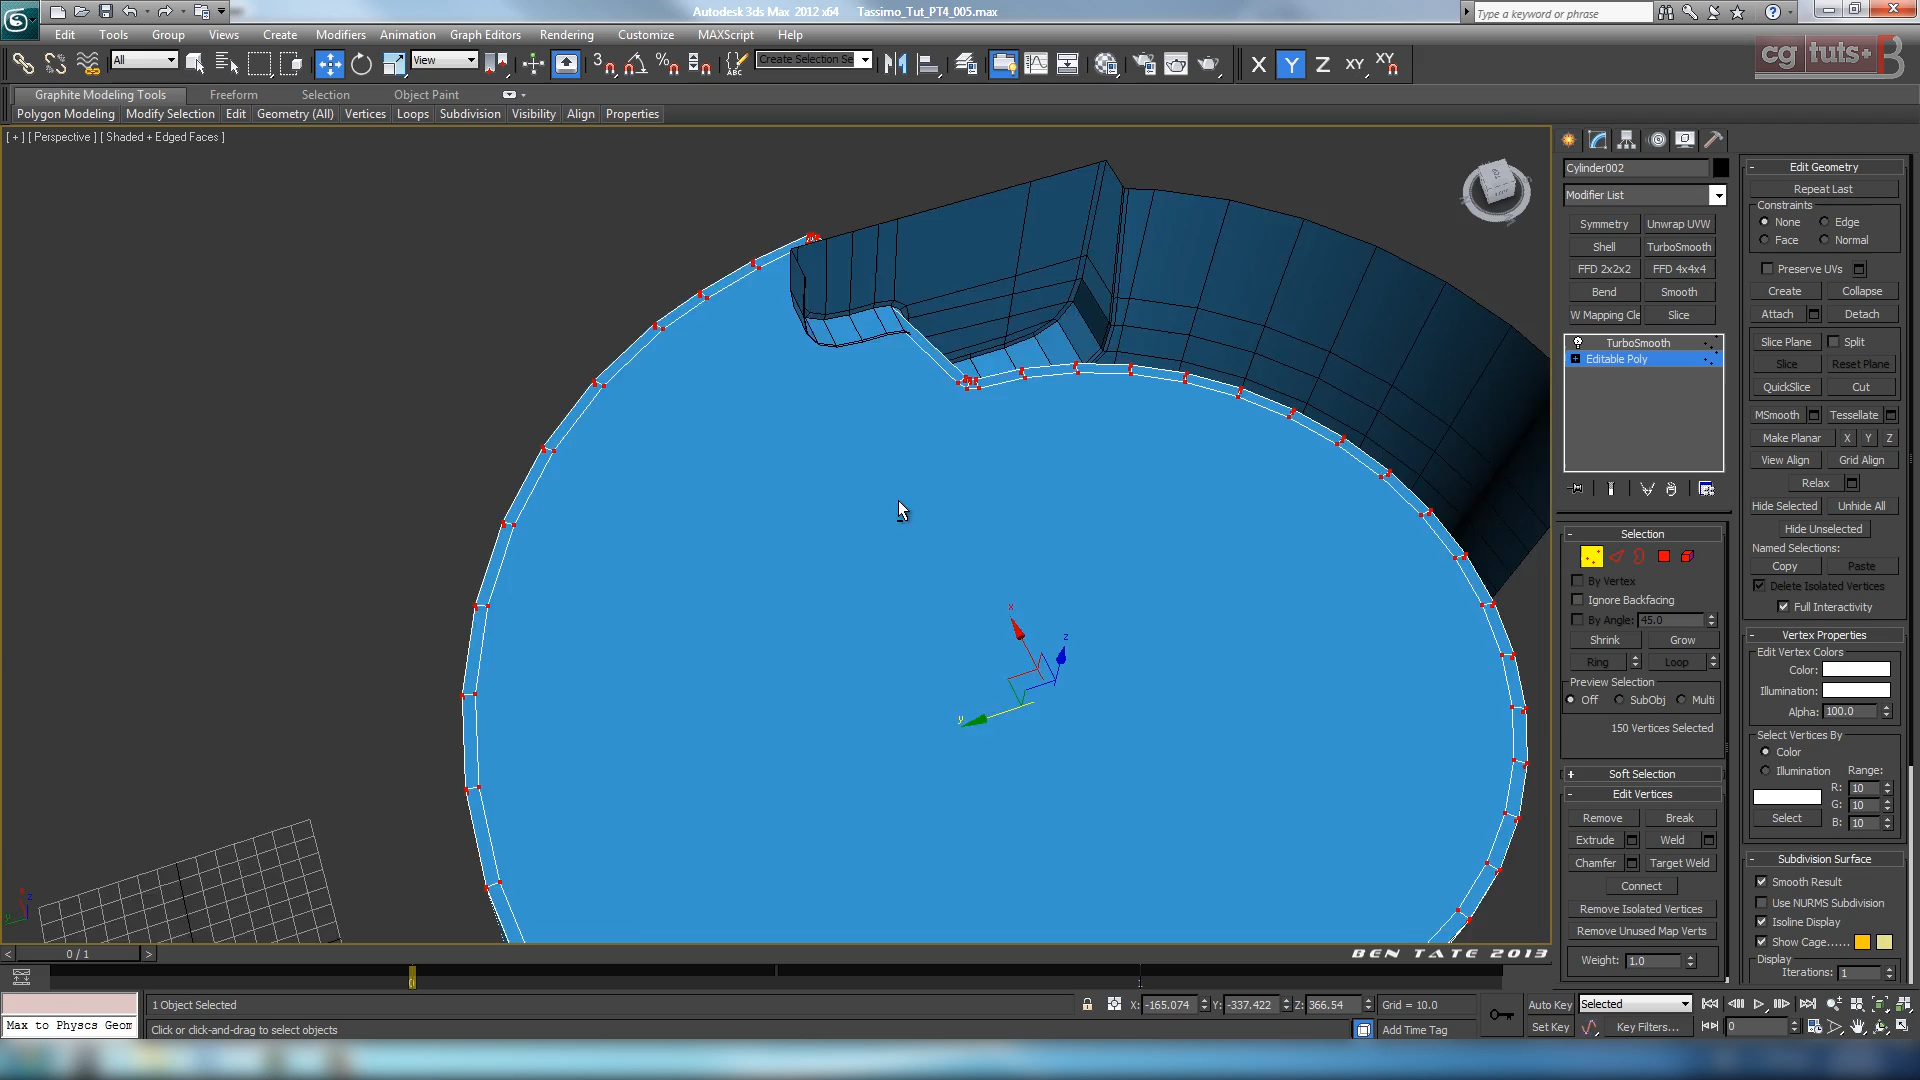 Autodesk 3ds Max 2012 x64 Tassimo_Tut_PT4_005.max
Type a keyword or phrase
Edit Tools Group Views Create Modifiers Animation Graph Editors Rendering Customize MAXScript Help
All View Create Selection Se X Y Z XY XY
cg tuts+
Graphite Modeling Tools Freeform Selection Object Paint
Polygon Modeling Modify Selection Edit Geometry (All) Vertices Loops Subdivision Visibility Align Properties
[ + ] [ Perspective ] [ Shaded + Edged Faces ]
x
y
z
Cylinder002
Modifier List
Symmetry Unwrap UVW
Shell TurboSmooth
FFD 2x2x2 FFD 4x4x4
Bend Smooth
W Mapping Cle Slice
TurboSmooth
Editable Poly
Selection
By Vertex
Ignore Backfacing
By Angle: 45.0
Shrink Grow
Ring Loop
Preview Selection
Off SubObj Multi
150 Vertices Selected
Soft Selection
Edit Vertices
Remove Break
Extrude Weld
Chamfer Target Weld
Connect
Remove Isolated Vertices
Remove Unused Map Verts
Weight: 1.0
Edit Geometry
Repeat Last
Constraints
None Edge
Face Normal
Preserve UVs
Create Collapse
Attach Detach
Slice Plane Split
Slice Reset Plane
QuickSlice Cut
MSmooth Tessellate
Make Planar X Y Z
View Align Grid Align
Relax
Hide Selected Unhide All
Hide Unselected
Named Selections:
Copy Paste
Delete Isolated Vertices
Full Interactivity
Vertex Properties
Edit Vertex Colors
Color:
Illumination:
Alpha: 100.0
Select Vertices By
Color
Illumination Range:
R: 10
G: 10
B: 10
Select
Subdivision Surface
Smooth Result
Use NURMS Subdivision
Isoline Display
Show Cage......
Display
Iterations: 1
< 0 / 1 >
BEN TATE 2013
0 1
1 Object Selected X: -165.074 Y: -337.422 Z: 366.54 Grid = 10.0 Auto Key Selected
Max to Physcs Geom Click or click-and-drag to select objects Add Time Tag Set Key Key Filters... 0